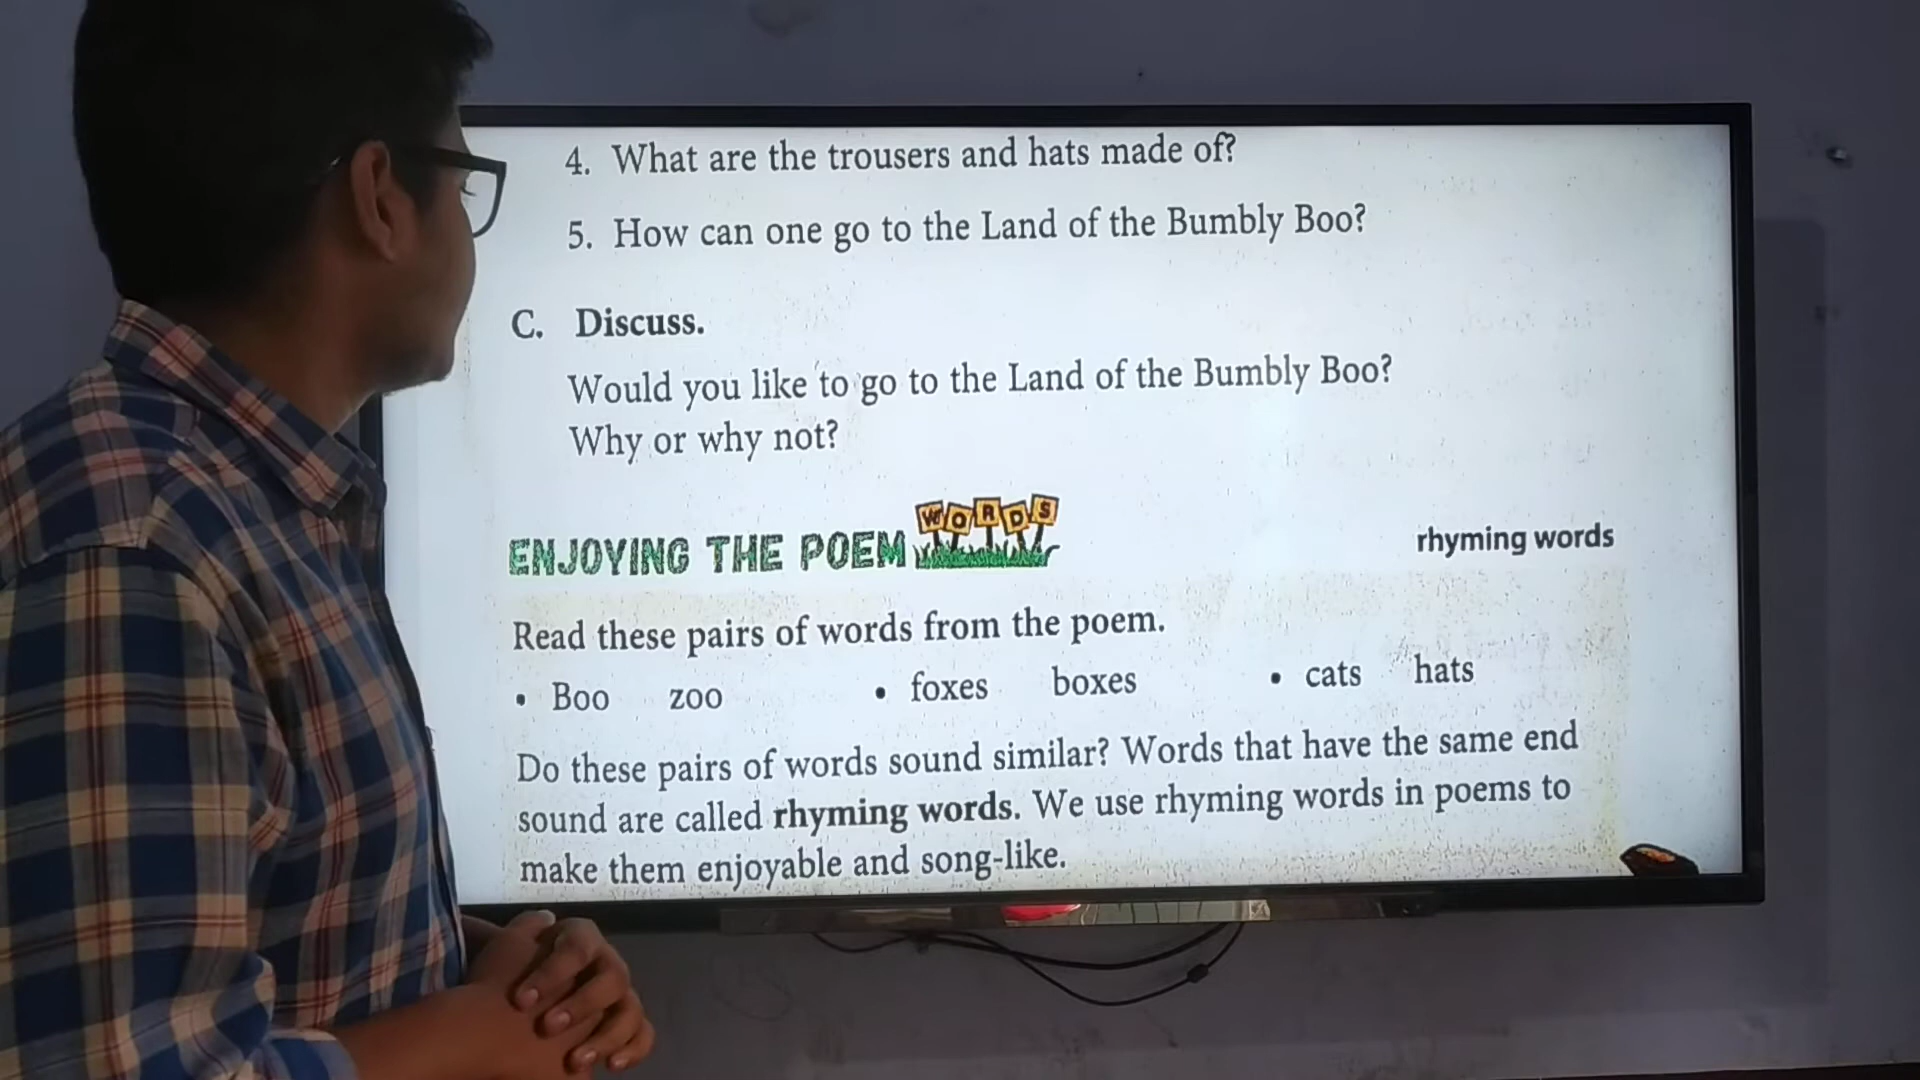 4. What are the trousers and hats made of?
5. How can one go to the Land of the Bumbly Boo?
C. Discuss.
Would you like to go to the Land of the Bumbly Boo?
Why or why not?
ENJOYING THE POEM WORDS rhyming words
Read these pairs of words from the poem.
• Boo zoo • foxes boxes • cats hats
Do these pairs of words sound similar? Words that have the same end
sound are called rhyming words. We use rhyming words in poems to
make them enjoyable and song-like.